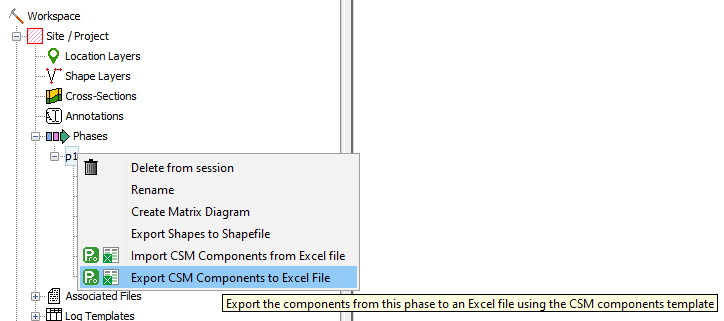 Workspace
Site / Project
Location Layers
Shape Layers
Cross-Sections
Annotations
Phases
p1
Delete from session
Rename
Create Matrix Diagram
Export Shapes to Shapefile
Import CSM Components from Excel file
Export CSM Components to Excel File
Associated Files
Export the components from this phase to an Excel file using the CSM components template
Log Templates